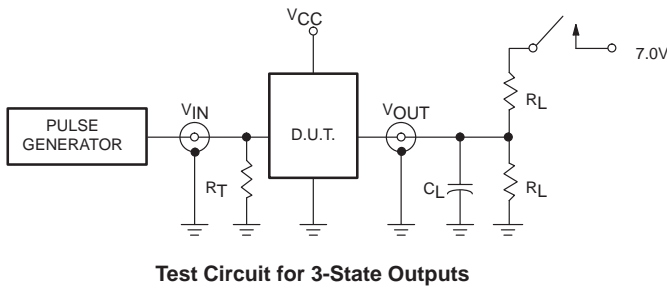 VCC
7.0V
PULSE
GENERATOR
VIN
D.U.T.
VOUT
RL
RT
CL
RL
Test Circuit for 3-State Outputs